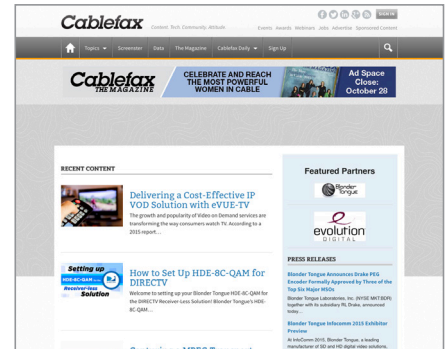 Cablefax Content. Tech. Community. Attitude.
SIGN IN
Events Awards Webinars Jobs Advertise Sponsored Content
Topics Screenster Data The Magazine Cablefax Daily Sign Up
Cablefax
THE MAGAZINE
CELEBRATE AND REACH
THE MOST POWERFUL
WOMEN IN CABLE
Ad Space
Close:
October 28
RECENT CONTENT
Delivering a Cost-Effective IP
VOD Solution with eVUE-TV
The growth and popularity of Video on Demand services are
transforming the way consumers watch TV. According to a
2015 report…
Setting up
HDE-8C-QAM
Receiver-less
Solution
How to Set Up HDE-8C-QAM for
DIRECTV
Welcome to setting up your Blonder Tongue HDE-8C-QAM for
the DIRECTV Receiver-Less Solution! Blonder Tongue's HDE-
8C-QAM…
Featured Partners
Blonder
Tongue
evolution
DIGITAL
PRESS RELEASES
Blonder Tongue Announces Drake PEG
Encoder Formally Approved by Three of the
Top Six Major MSOs
Blonder Tongue Laboratories, Inc. (NYSE MKT:BDR)
together with its subsidiary RL Drake, announced
today…
Blonder Tongue Infocomm 2015 Exhibitor
Preview
At InfoComm 2015, Blonder Tongue, a leading
manufacturer of SD and HD digital video solutions,